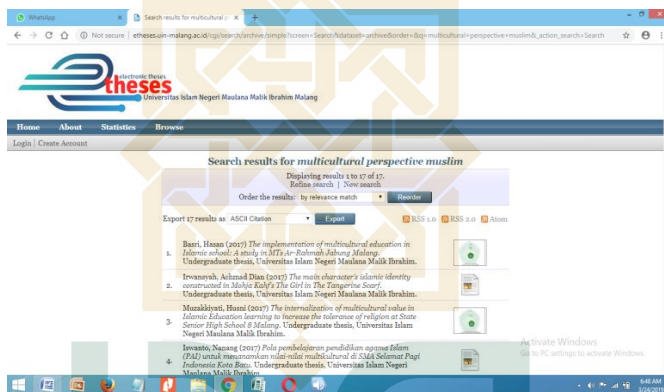 WhatsApp
Search results for multicultural p
Not secure | etheses.uin-malang.ac.id/cgi/search/archive/simple?screen=Search&dataset=archive&order=&q=multicultural+perspective+muslim&_action_search=Search
electronic theses
theses
Universitas Islam Negeri Maulana Malik Ibrahim Malang
Home About Statistics Browse
Login | Create Account
Search results for multicultural perspective muslim
Displaying results 1 to 17 of 17.
Refine search | New search
Order the results: by relevance match Reorder
Export 17 results as ASCII Citation Export RSS 1.0 RSS 2.0 Atom
1. Basri, Hasan (2017) The implementation of multicultural education in
Islamic school: A study in MTs Ar-Rahmah Jabung Malang.
Undergraduate thesis, Universitas Islam Negeri Maulana Malik Ibrahim.
2. Irwansyah, Achmad Dian (2017) The main character's islamic identity
constructed in Mohja Kahf's The Girl in The Tangerine Scarf.
Undergraduate thesis, Universitas Islam Negeri Maulana Malik Ibrahim.
3. Muzakkiyati, Husni (2017) The internalization of multicultural value in
Islamic Education learning to increase the tolerance of religion at State
Senior High School 8 Malang. Undergraduate thesis, Universitas Islam
Negeri Maulana Malik Ibrahim.
4. Iswanto, Nanang (2017) Pola pembelajaran pendidikan agama Islam
(PAI) untuk menanamkan nilai-nilai multikultural di SMA Selamat Pagi
Indonesia Kota Batu. Undergraduate thesis, Universitas Islam Negeri
Maulana Malik Ibrahim.
Activate Windows
Go to PC settings to activate Windows.
6:48 AM